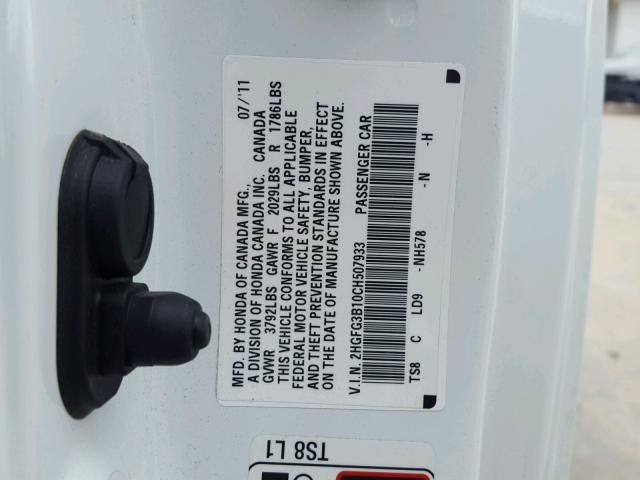 MFD. BY HONDA OF CANADA MFG., 07/'11
A DIVISION OF HONDA CANADA INC. CANADA
GVWR 3792LBS GAWR F 2029LBS R 1786LBS
THIS VEHICLE CONFORMS TO ALL APPLICABLE
FEDERAL MOTOR VEHICLE SAFETY, BUMPER,
AND THEFT PREVENTION STANDARDS IN EFFECT
ON THE DATE OF MANUFACTURE SHOWN ABOVE.
V.I.N. 2HGFG3B10CH507933 PASSENGER CAR
TS8 C LD9 -NH578 -N -H
TS8 L1